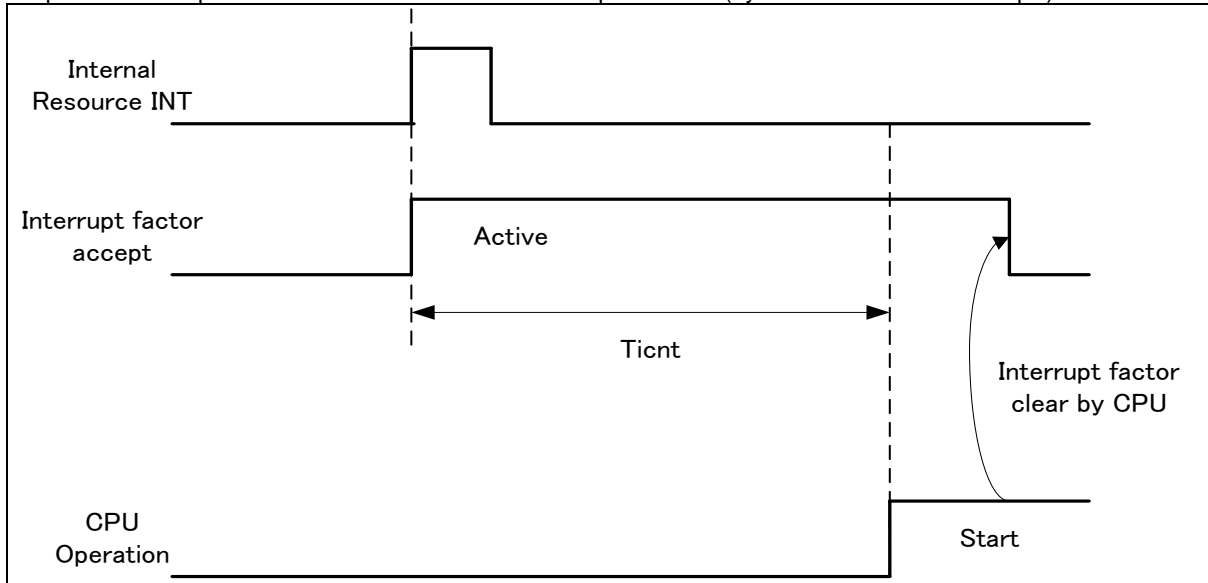 Internal
Resource INT
Interrupt factor
accept
Active
Ticnt
Interrupt factor
clear by CPU
CPU
Operation
Start